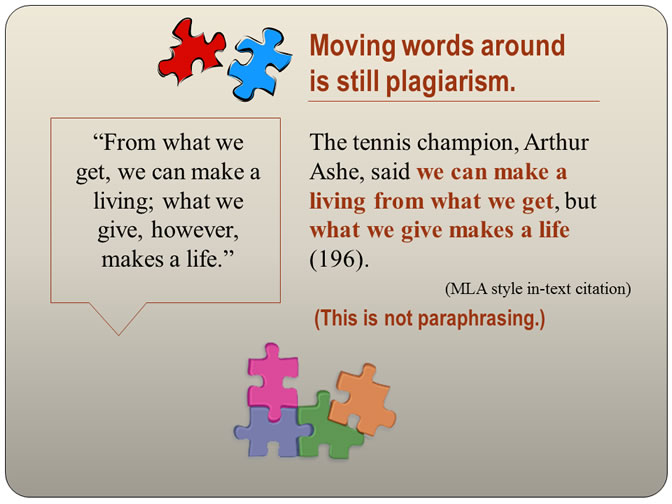 Moving words around
is still plagiarism.
“From what we
get, we can make a
living; what we
give, however,
makes a life.”
The tennis champion, Arthur
Ashe, said we can make a
living from what we get, but
what we give makes a life
(196).
(MLA style in-text citation)
(This is not paraphrasing.)